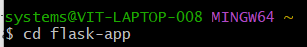 systems@VIT-LAPTOP-008 MINGW64 ~
$ cd flask-app